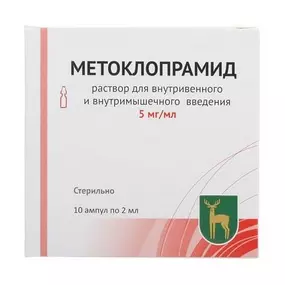 МЕТОКЛОПРАМИД
раствор для внутривенного
и внутримышечного введения
5 мг/мл
Стерильно
10 ампул по 2 мл